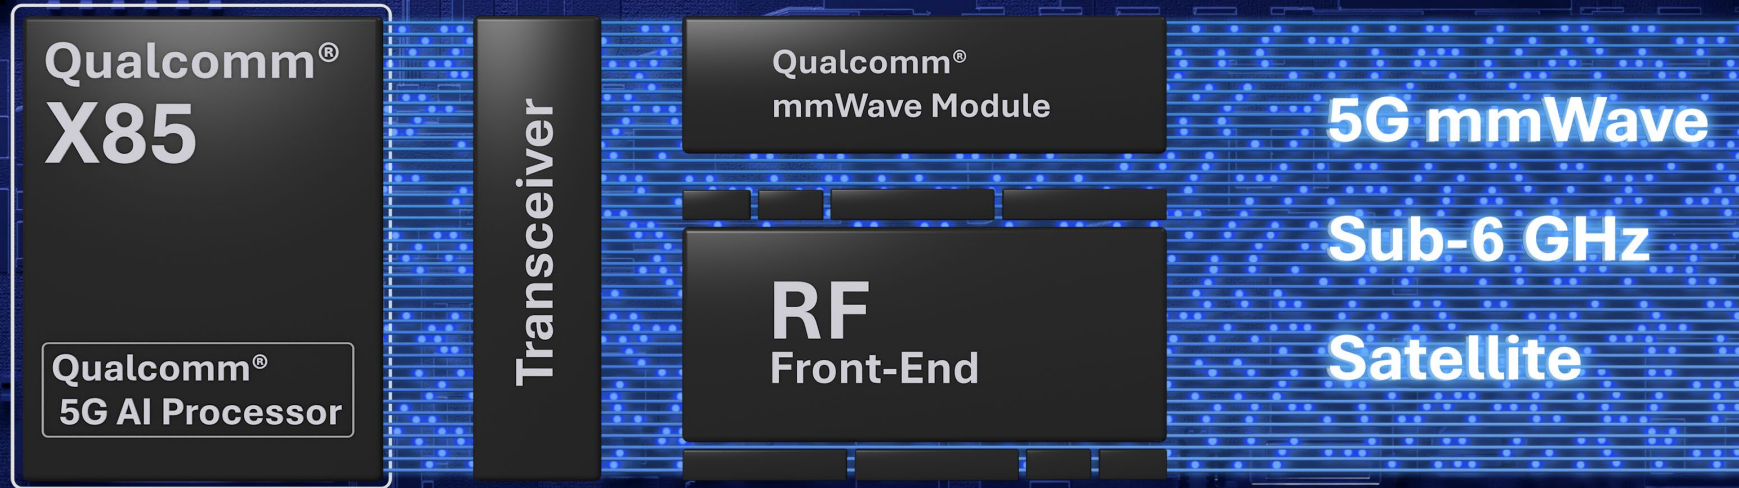 Qualcomm®
X85
Qualcomm®
5G AI Processor
Transceiver
Qualcomm®
mmWave Module
RF
Front-End
5G mmWave
Sub-6 GHz
Satellite